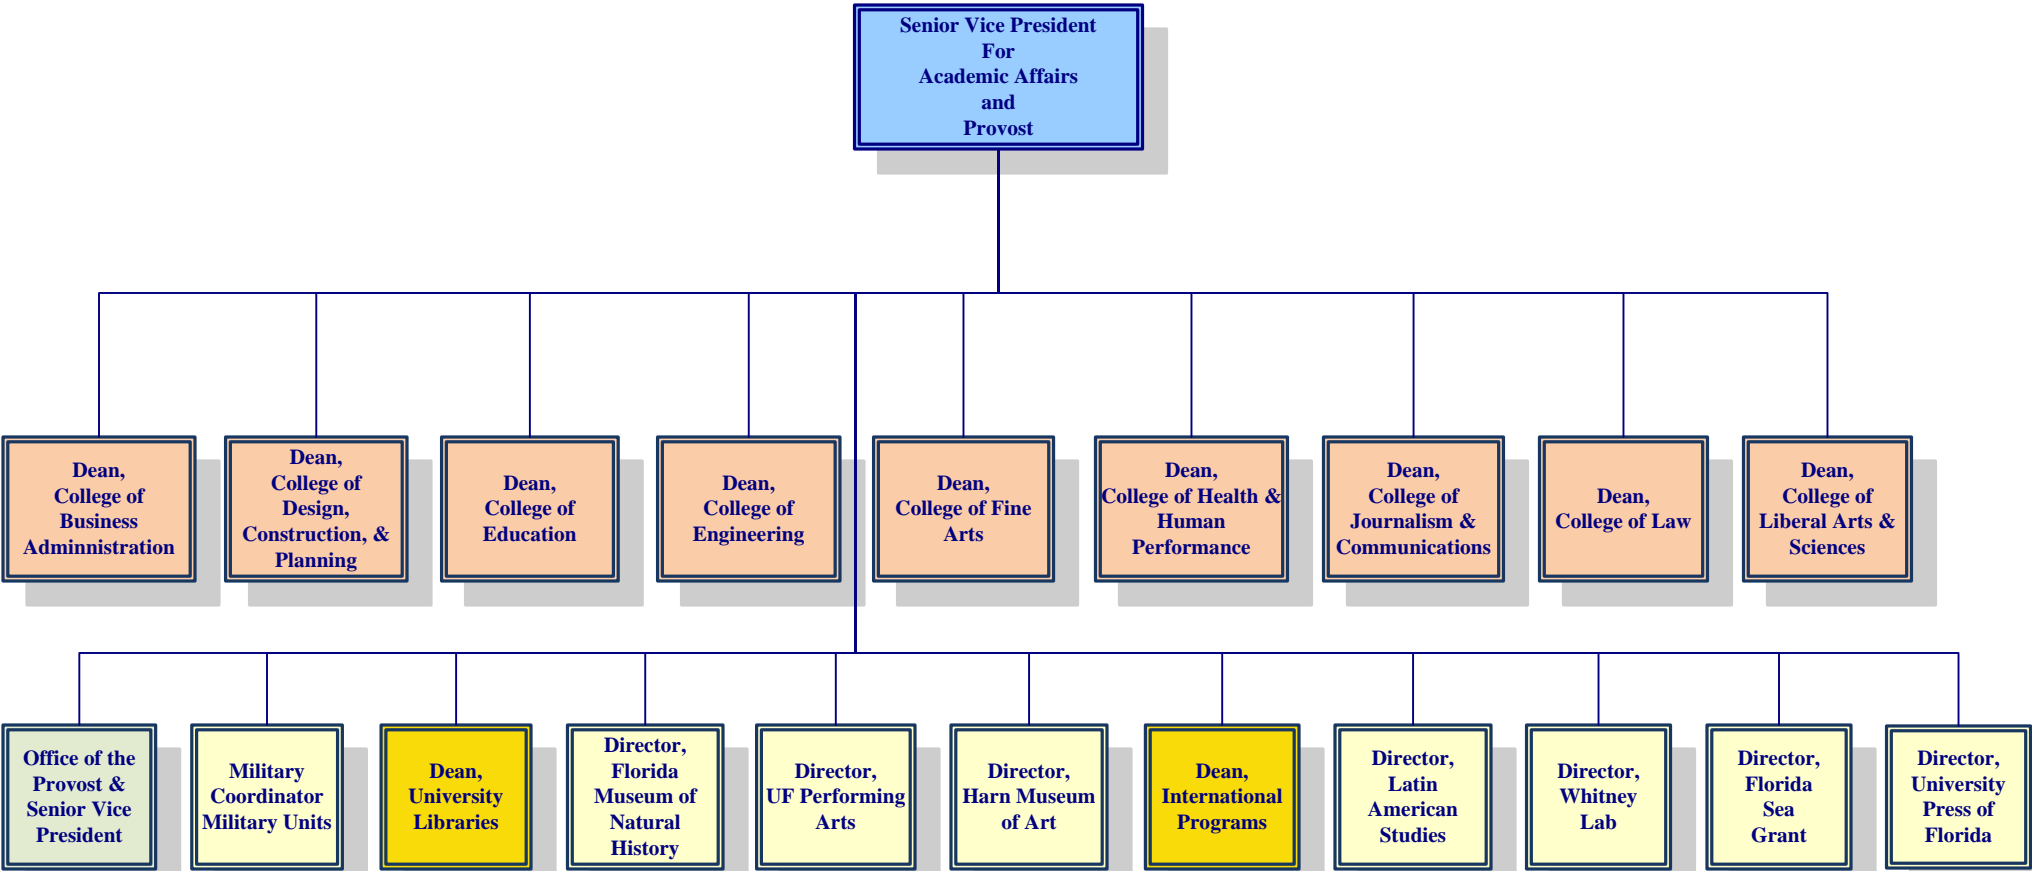 Senior Vice President
For
Academic Affairs
and
Provost
Dean,
College of
Business
Adminnistration
Dean,
College of
Design,
Construction, &
Planning
Dean,
College of
Education
Dean,
College of
Engineering
Dean,
College of Fine
Arts
Dean,
College of Health &
Human
Performance
Dean,
College of
Journalism &
Communications
Dean,
College of Law
Dean,
College of
Liberal Arts &
Sciences
Office of the
Provost &
Senior Vice
President
Military
Coordinator
Military Units
Dean,
University
Libraries
Director,
Florida
Museum of
Natural
History
Director,
UF Performing
Arts
Director,
Harn Museum
of Art
Dean,
International
Programs
Director,
Latin
American
Studies
Director,
Whitney
Lab
Director,
Florida
Sea
Grant
Director,
University
Press of
Florida